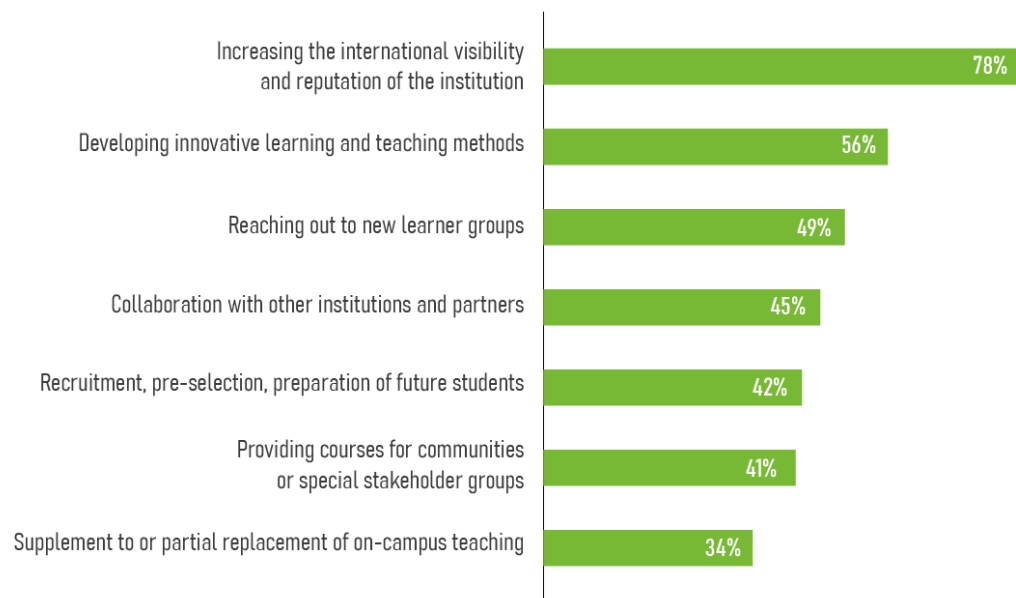 Increasing the international visibility
and reputation of the institution
78%
Developing innovative learning and teaching methods
56%
Reaching out to new learner groups
49%
Collaboration with other institutions and partners
45%
Recruitment, pre-selection, preparation of future students
42%
Providing courses for communities
or special stakeholder groups
41%
Supplement to or partial replacement of on-campus teaching
34%